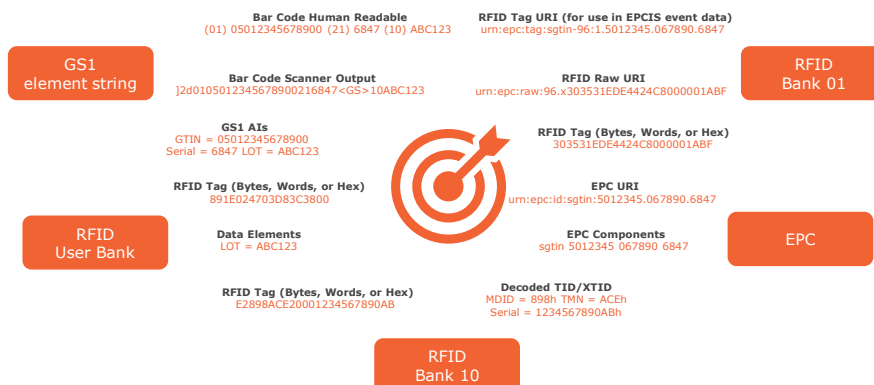 Bar Code Human Readable
(01) 05012345678900 (21) 6847 (10) ABC123
RFID Tag URI (for use in EPCIS event data)
urn:epc:tag:sgtin-96:1.5012345.067890.6847
GS1
element string
Bar Code Scanner Output
]2d0105012345678900216847<GS>10ABC123
RFID Raw URI
urn:epc:raw:96.x303531EDE4424C8000001ABF
RFID
Bank 01
GS1 AIs
GTIN = 05012345678900
Serial = 6847 LOT = ABC123
RFID Tag (Bytes, Words, or Hex)
303531EDE4424C8000001ABF
RFID Tag (Bytes, Words, or Hex)
891E024703D83C3800
EPC URI
urn:epc:id:sgtin:5012345.067890.6847
RFID
User Bank
Data Elements
LOT = ABC123
EPC Components
sgtin 5012345 067890 6847
EPC
RFID Tag (Bytes, Words, or Hex)
E2898ACE20001234567890AB
Decoded TID/XTID
MDID = 898h TMN = ACEh
Serial = 1234567890ABh
RFID
Bank 10